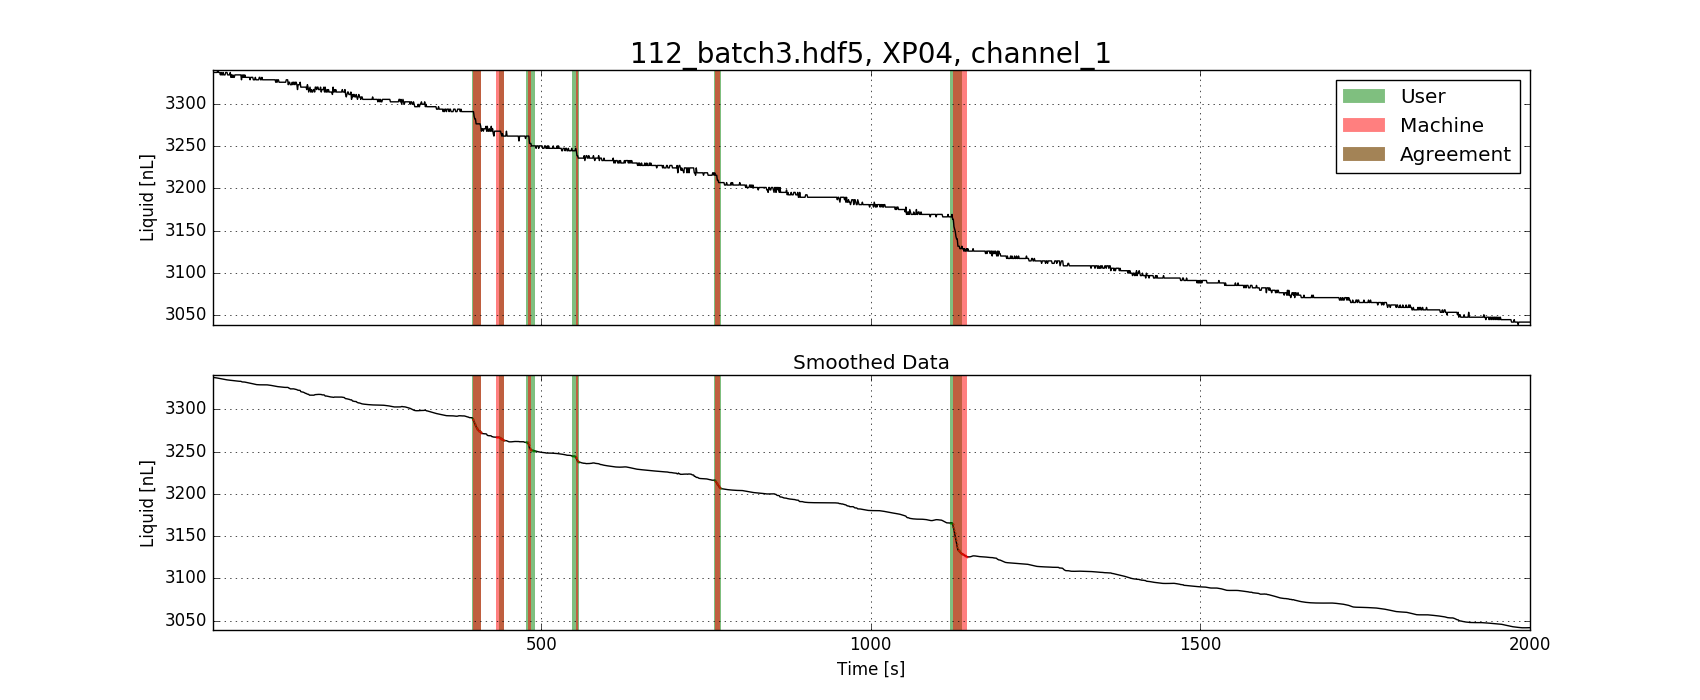 112_batch3.hdf5, XP04, channel_1
3300
3250
3200
3150
3100
3050
Liquid [nL]
User
Machine
Agreement
Smoothed Data
3300
3250
3200
3150
3100
3050
Liquid [nL]
500
1000
1500
2000
Time [s]